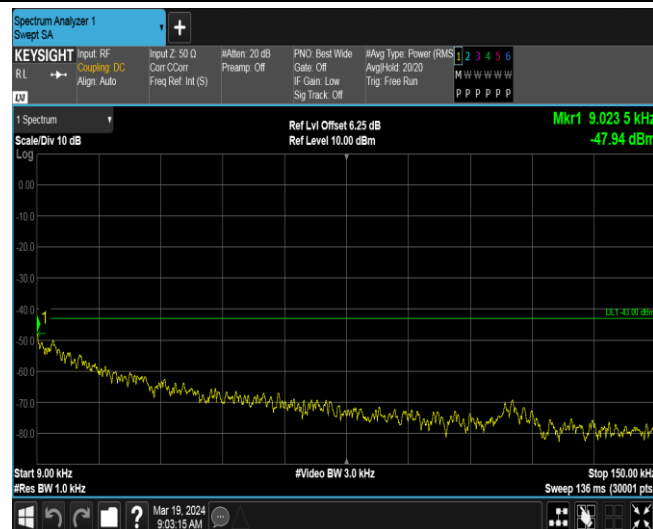 Spectrum Analyzer 1
Swept SA
+
KEYSIGHT
RL
LXI
Input: RF
Coupling: DC
Align: Auto
Input Z: 50 Ω
Corr CCorr
Freq Ref: Int (S)
#Atten: 20 dB
Preamp: Off
PNO: Best Wide
Gate: Off
IF Gain: Low
Sig Track: Off
#Avg Type: Power (RMS
Avg|Hold: 20/20
Trig: Free Run
1 2 3 4 5 6
M W W W W W
P P P P P P
1 Spectrum
Scale/Div 10 dB
Ref Lvl Offset 6.25 dB
Ref Level 10.00 dBm
Mkr1 9.023 5 kHz
-47.94 dBm
Log
0.00
-10.0
-20.0
-30.0
-40.0
1
DL1 -43.00 dBm
-50.0
-60.0
-70.0
-80.0
Start 9.00 kHz
#Res BW 1.0 kHz
#Video BW 3.0 kHz
Stop 150.00 kHz
Sweep 136 ms (30001 pts
?
Mar 19, 2024
9:03:15 AM